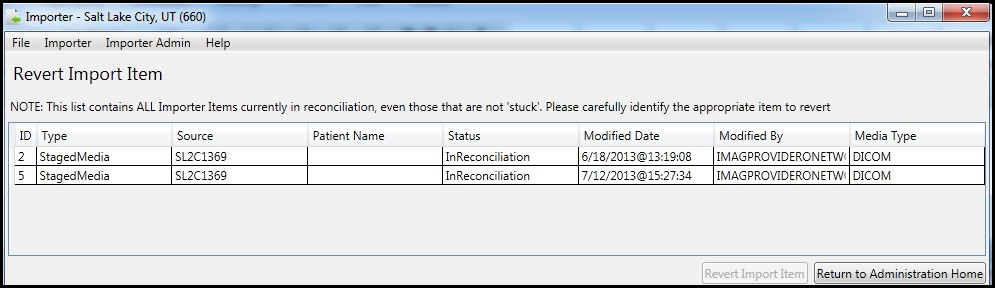 Importer - Salt Lake City, UT (660)
File Importer Importer Admin Help
Revert Import Item
NOTE: This list contains ALL Importer Items currently in reconciliation, even those that are not 'stuck'. Please carefully identify the appropriate item to revert
ID Type Source Patient Name Status Modified Date Modified By Media Type
2 StagedMedia SL2C1369 InReconciliation 6/18/2013@13:19:08 IMAGPROVIDERONETW DICOM
5 StagedMedia SL2C1369 InReconciliation 7/12/2013@15:27:34 IMAGPROVIDERONETW DICOM
Revert Import Item Return to Administration Home